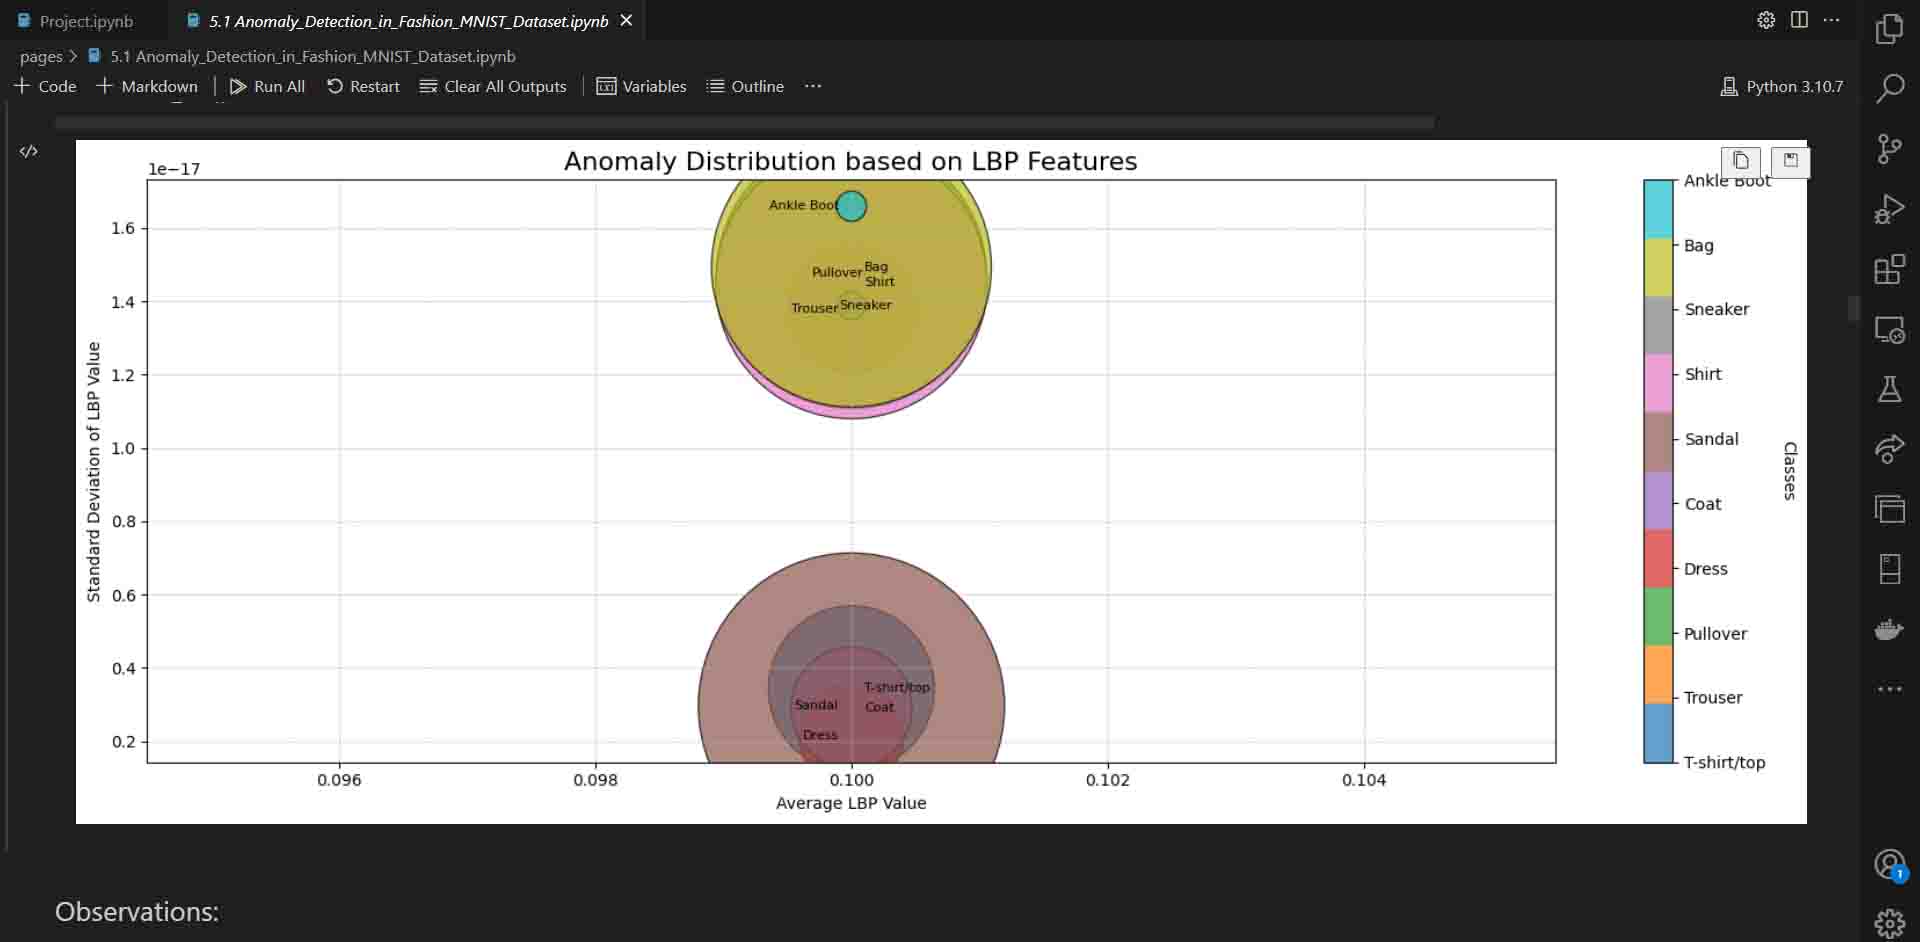 Project.ipynb
5.1 Anomaly_Detection_in_Fashion_MNIST_Dataset.ipynb
pages > 5.1 Anomaly_Detection_in_Fashion_MNIST_Dataset.ipynb
+ Code + Markdown Run All Restart Clear All Outputs Variables Outline ...
Python 3.10.7
Anomaly Distribution based on LBP Features
1e−17
1.6
1.4
1.2
1.0
0.8
0.6
0.4
0.2
Standard Deviation of LBP Value
Ankle Boot
Pullover
Bag
Shirt
Trouser
Sneaker
T-shirt/top
Sandal
Coat
Dress
0.096
0.098
0.100
0.102
0.104
Average LBP Value
Ankle Boot
Bag
Sneaker
Shirt
Sandal
Coat
Dress
Pullover
Trouser
T-shirt/top
Classes
1
Observations: